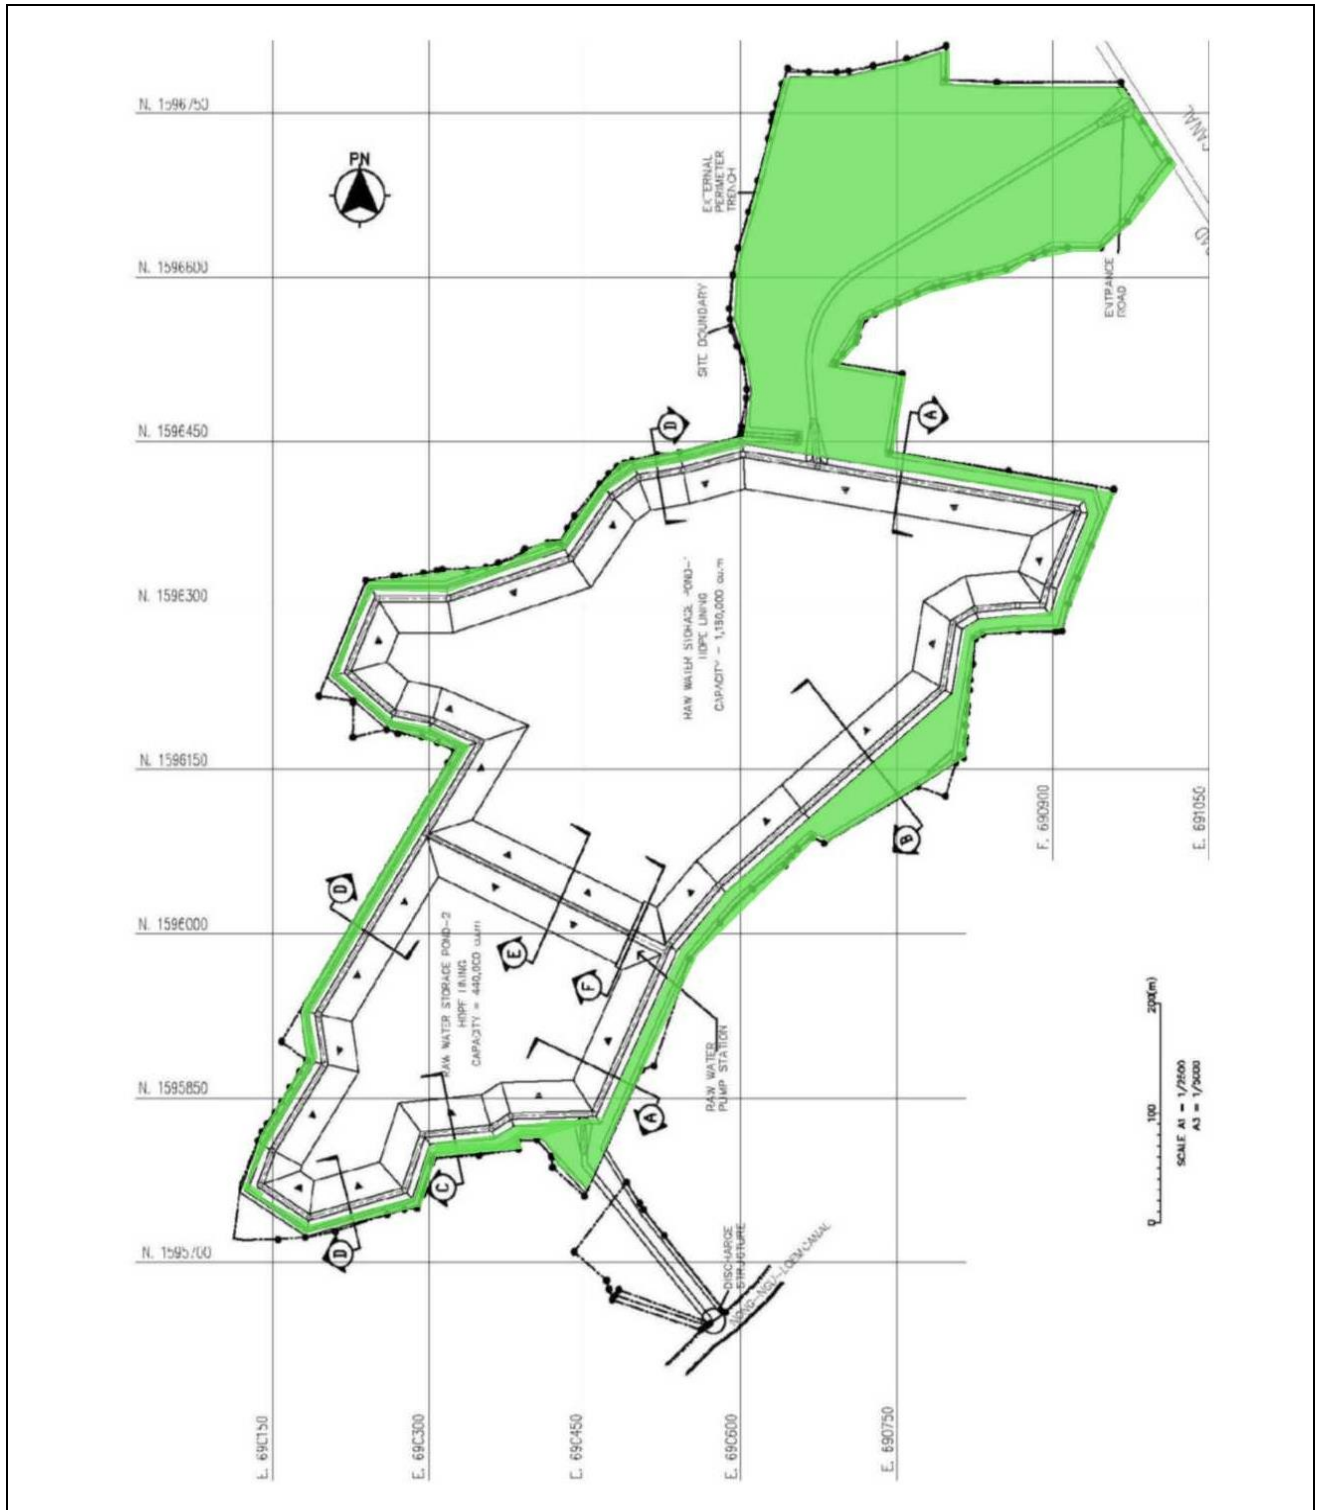 PN
N. 1596750
N. 1596600
N. 1596450
N. 1596300
N. 1596150
N. 1596000
N. 1595850
N. 1595700
CANAL
EXTERNAL
PERIMETER
TRENCH
SITE BOUNDARY
ENTRANCE
ROAD
D
A
RAW WATER STORAGE POND-1
HDPE LINING
CAPACITY =
cu.m
B
D
E
F
RAW WATER STORAGE POND-2
HDPE LINING
CAPACITY = 440,000 cu.m
RAW WATER
PUMP STATION
A
C
D
DISCHARGE
STRUCTURE
E. 690150
E. 690300
E. 690450
E. 690600
E. 690750
E. 690900
E. 691050
0 100 200(m)
SCALE A1 = 1/2500
A3 = 1/5000